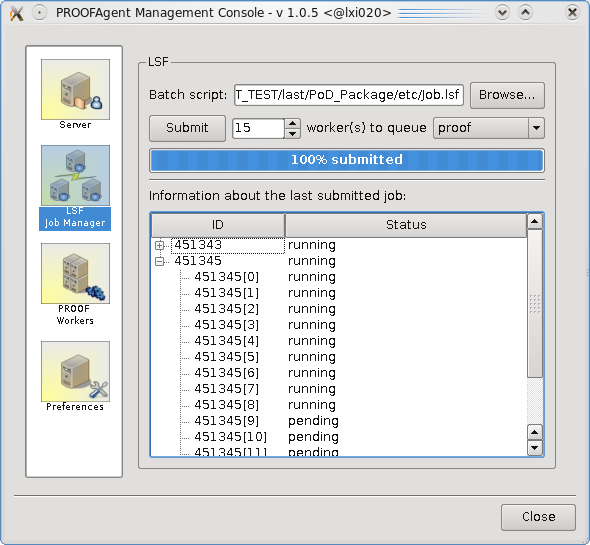 PROOFAgent Management Console - v 1.0.5 <@lxi020>
Server
LSF
Job Manager
PROOF
Workers
Preferences
LSF
Batch script: T_TEST/last/PoD_Package/etc/Job.lsf Browse...
Submit 15 worker(s) to queue proof
100% submitted
Information about the last submitted job:
ID Status
451343 running
451345 running
451345[0] running
451345[1] running
451345[2] running
451345[3] running
451345[4] running
451345[5] running
451345[6] running
451345[7] running
451345[8] running
451345[9] pending
451345[10] pending
451345[11] pending
Close